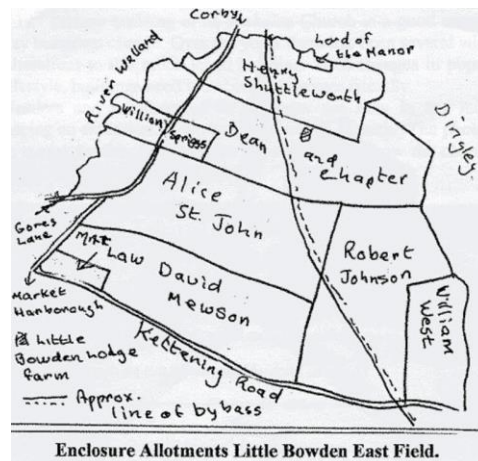 Corby
Lord of
the Manor
Henry
Shuttleworth
River Welland
William
Spriggs
Dean
and
Chapter
Dingley
Alice
St. John
Gores
Lane
Mrs
Law
David
Mewson
Robert
Johnson
William
West
Market
Harborough
Kettering Road
Little
Bowden Lodge
farm
Approx.
line of bypass
Enclosure Allotments Little Bowden East Field.